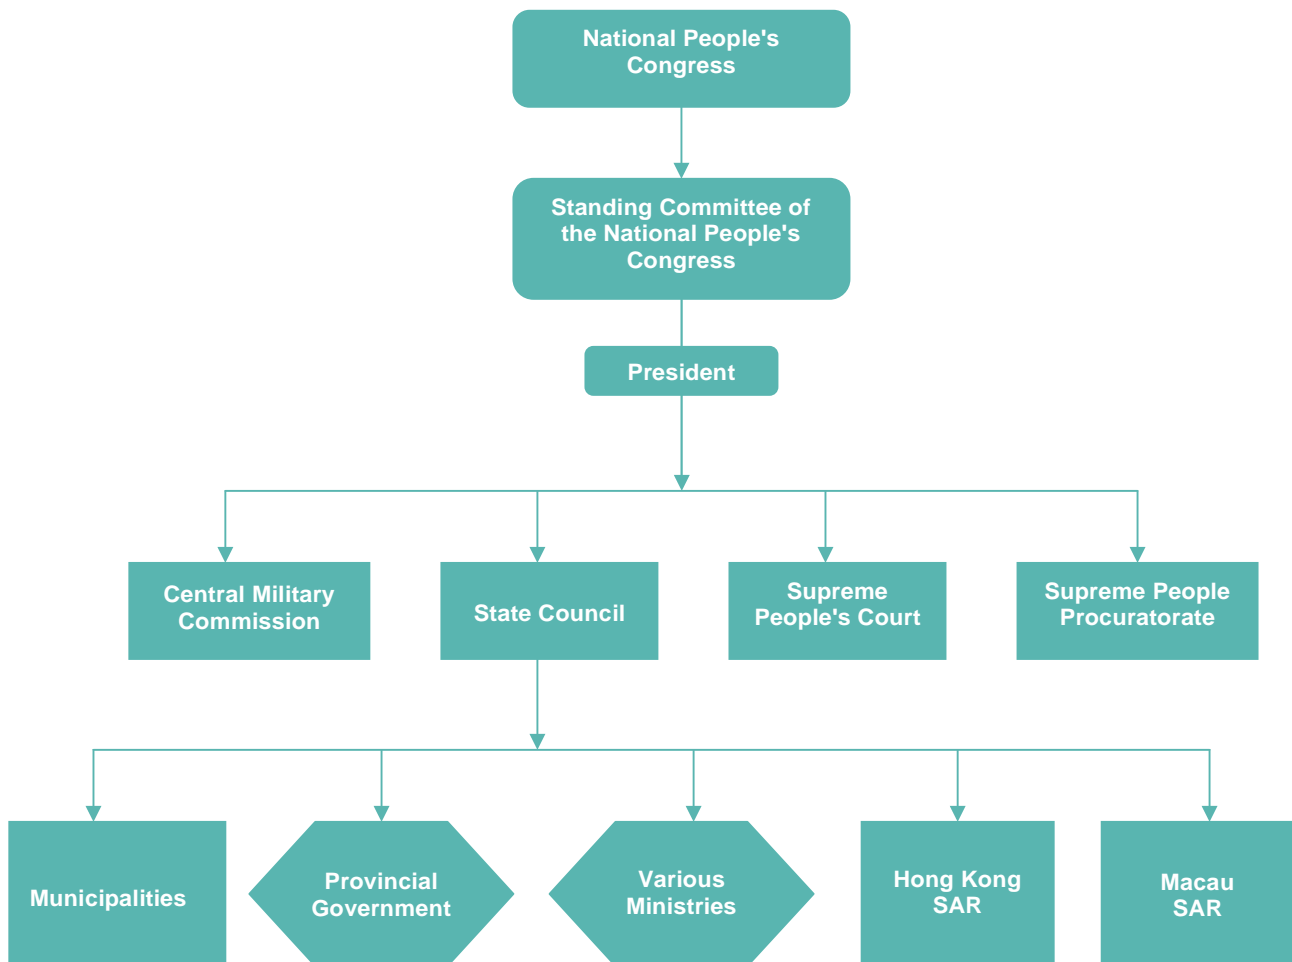 National People's
Congress
Standing Committee of
the National People's
Congress
President
Central Military
Commission
State Council
Supreme
People's Court
Supreme People
Procuratorate
Municipalities
Provincial
Government
Various
Ministries
Hong Kong
SAR
Macau
SAR